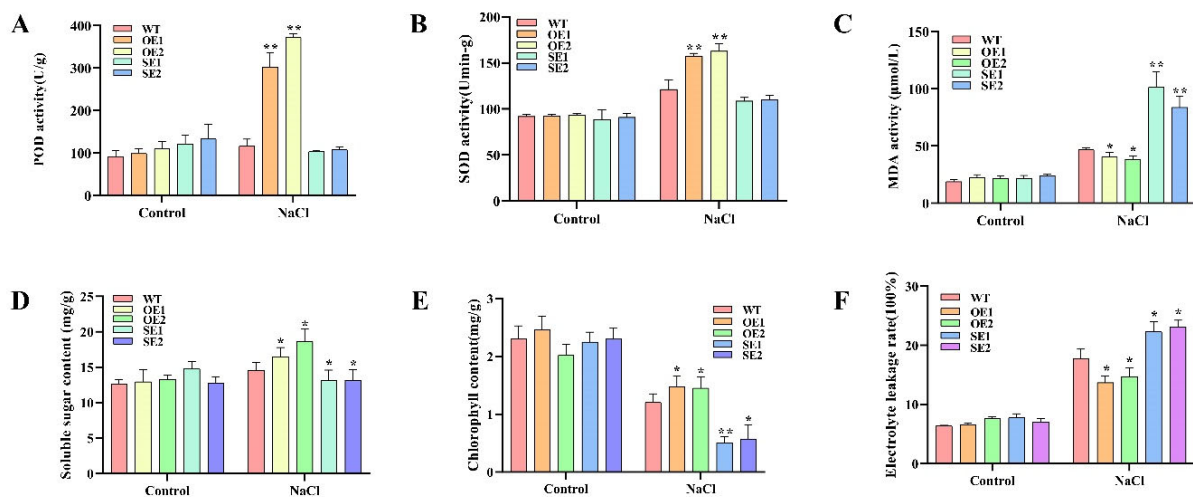 A
POD activity(U/g)
400
300
200
100
0
WT
OE1
OE2
SE1
SE2
**
**
Control
NaCl
B
SOD activity(U/min-g)
200
150
100
50
0
WT
OE1
OE2
SE1
SE2
**
**
Control
NaCl
C
MDA activity (μmol/L)
150
100
50
0
WT
OE1
OE2
SE1
SE2
*
*
**
**
Control
NaCl
D
Soluble sugar content (mg/g)
25
20
15
10
5
0
WT
OE1
OE2
SE1
SE2
*
*
*
*
Control
NaCl
E
Chlorophyll content(mg/g)
3
2
1
0
WT
OE1
OE2
SE1
SE2
*
*
**
*
Control
NaCl
F
Electrolyte leakage rate(100%)
30
20
10
0
WT
OE1
OE2
SE1
SE2
*
*
*
*
Control
NaCl